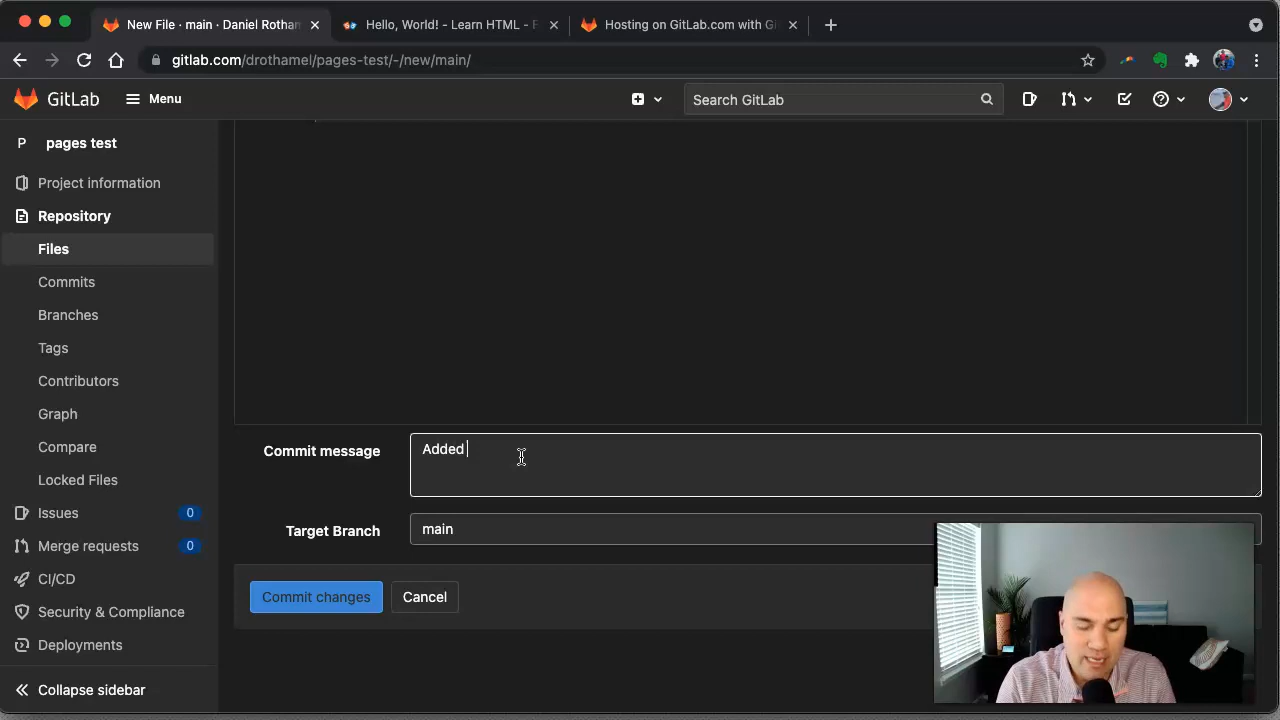 New File · main · Daniel Rotham
Hello, World! - Learn HTML - F
Hosting on GitLab.com with Gi
gitlab.com/drothamel/pages-test/-/new/main/
GitLab
Menu
Search GitLab
P pages test
Project information
Repository
Files
Commits
Branches
Tags
Contributors
Graph
Compare
Locked Files
Issues 0
Merge requests 0
CI/CD
Security & Compliance
Deployments
Collapse sidebar
Commit message
Added
Target Branch
main
Commit changes
Cancel